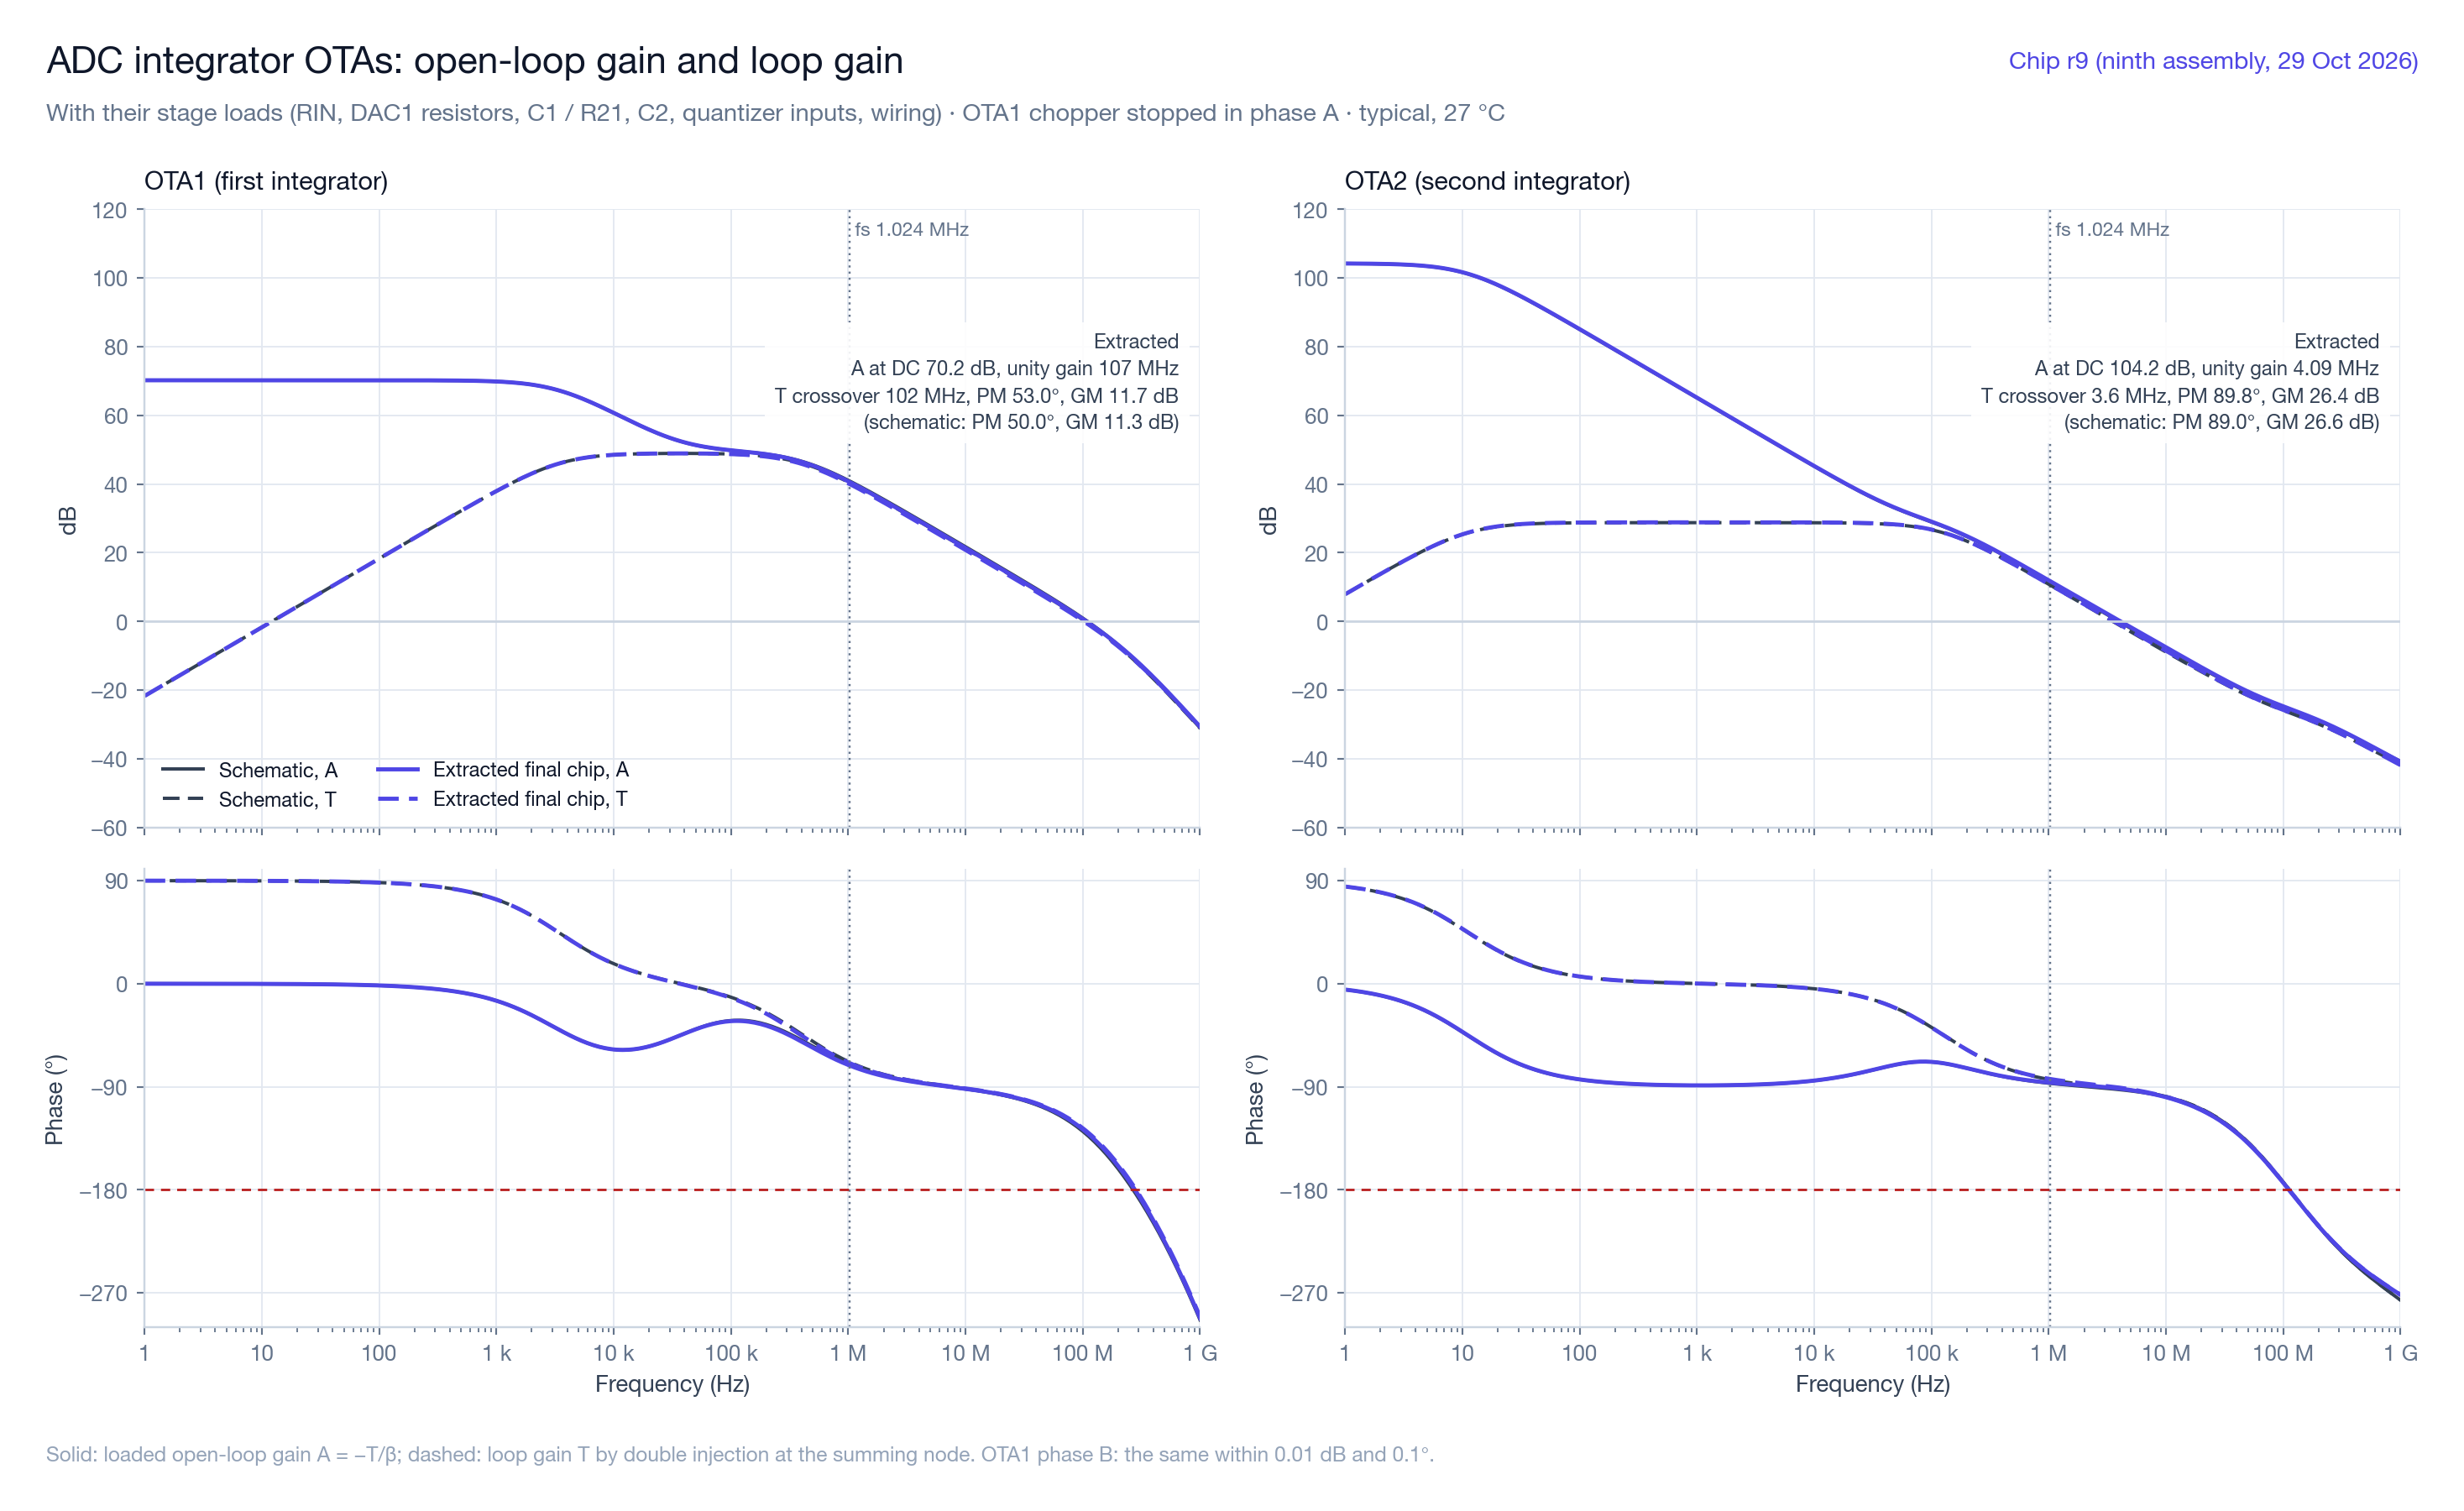 ADC integrator OTAs: open-loop gain and loop gain
Chip r9 (ninth assembly, 29 Oct 2026)
With their stage loads (RIN, DAC1 resistors, C1 / R21, C2, quantizer inputs, wiring) · OTA1 chopper stopped in phase A · typical, 27 °C
OTA1 (first integrator)
120
100
80
60
40
20
0
−20
−40
−60
dB
fs 1.024 MHz
Extracted
A at DC 70.2 dB, unity gain 107 MHz
T crossover 102 MHz, PM 53.0°, GM 11.7 dB
(schematic: PM 50.0°, GM 11.3 dB)
Schematic, A
Extracted final chip, A
Schematic, T
Extracted final chip, T
OTA2 (second integrator)
120
100
80
60
40
20
0
−20
−40
−60
dB
fs 1.024 MHz
Extracted
A at DC 104.2 dB, unity gain 4.09 MHz
T crossover 3.6 MHz, PM 89.8°, GM 26.4 dB
(schematic: PM 89.0°, GM 26.6 dB)
90
0
−90
−180
−270
Phase (°)
1 10 100 1 k 10 k 100 k 1 M 10 M 100 M 1 G
Frequency (Hz)
90
0
−90
−180
−270
Phase (°)
1 10 100 1 k 10 k 100 k 1 M 10 M 100 M 1 G
Frequency (Hz)
Solid: loaded open-loop gain A = −T/β; dashed: loop gain T by double injection at the summing node. OTA1 phase B: the same within 0.01 dB and 0.1°.